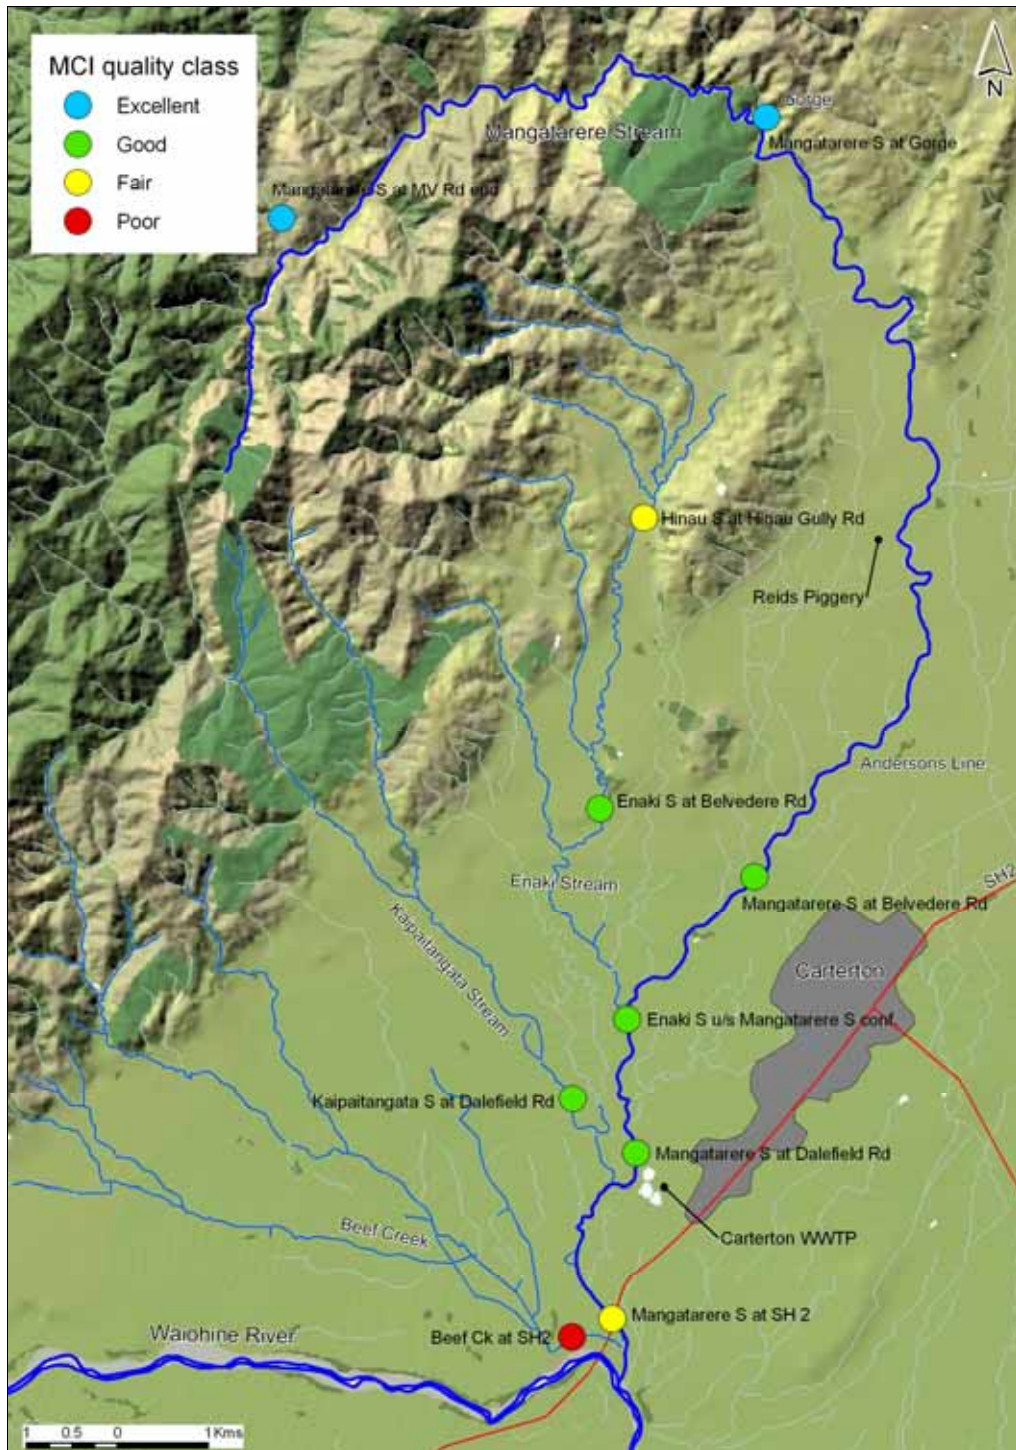 MCI quality class
Excellent
Good
Fair
Poor
N
Gorge
Mangatarere Stream
Mangatarere S at Gorge
Mangatarere S at MV Rd end
Hinau S at Hinau Gully Rd
Reids Piggery
Andersons Line
Enaki S at Belvedere Rd
Enaki Stream
Mangatarere S at Belvedere Rd
SH2
Kaipaitangata Stream
Carterton
Enaki S u/s Mangatarere S conf.
Kaipaitangata S at Dalefield Rd
Mangatarere S at Dalefield Rd
Beef Creek
Carterton WWTP
Waiohine River
Mangatarere S at SH 2
Beef Ck at SH2
1 0.5 0 1 Kms